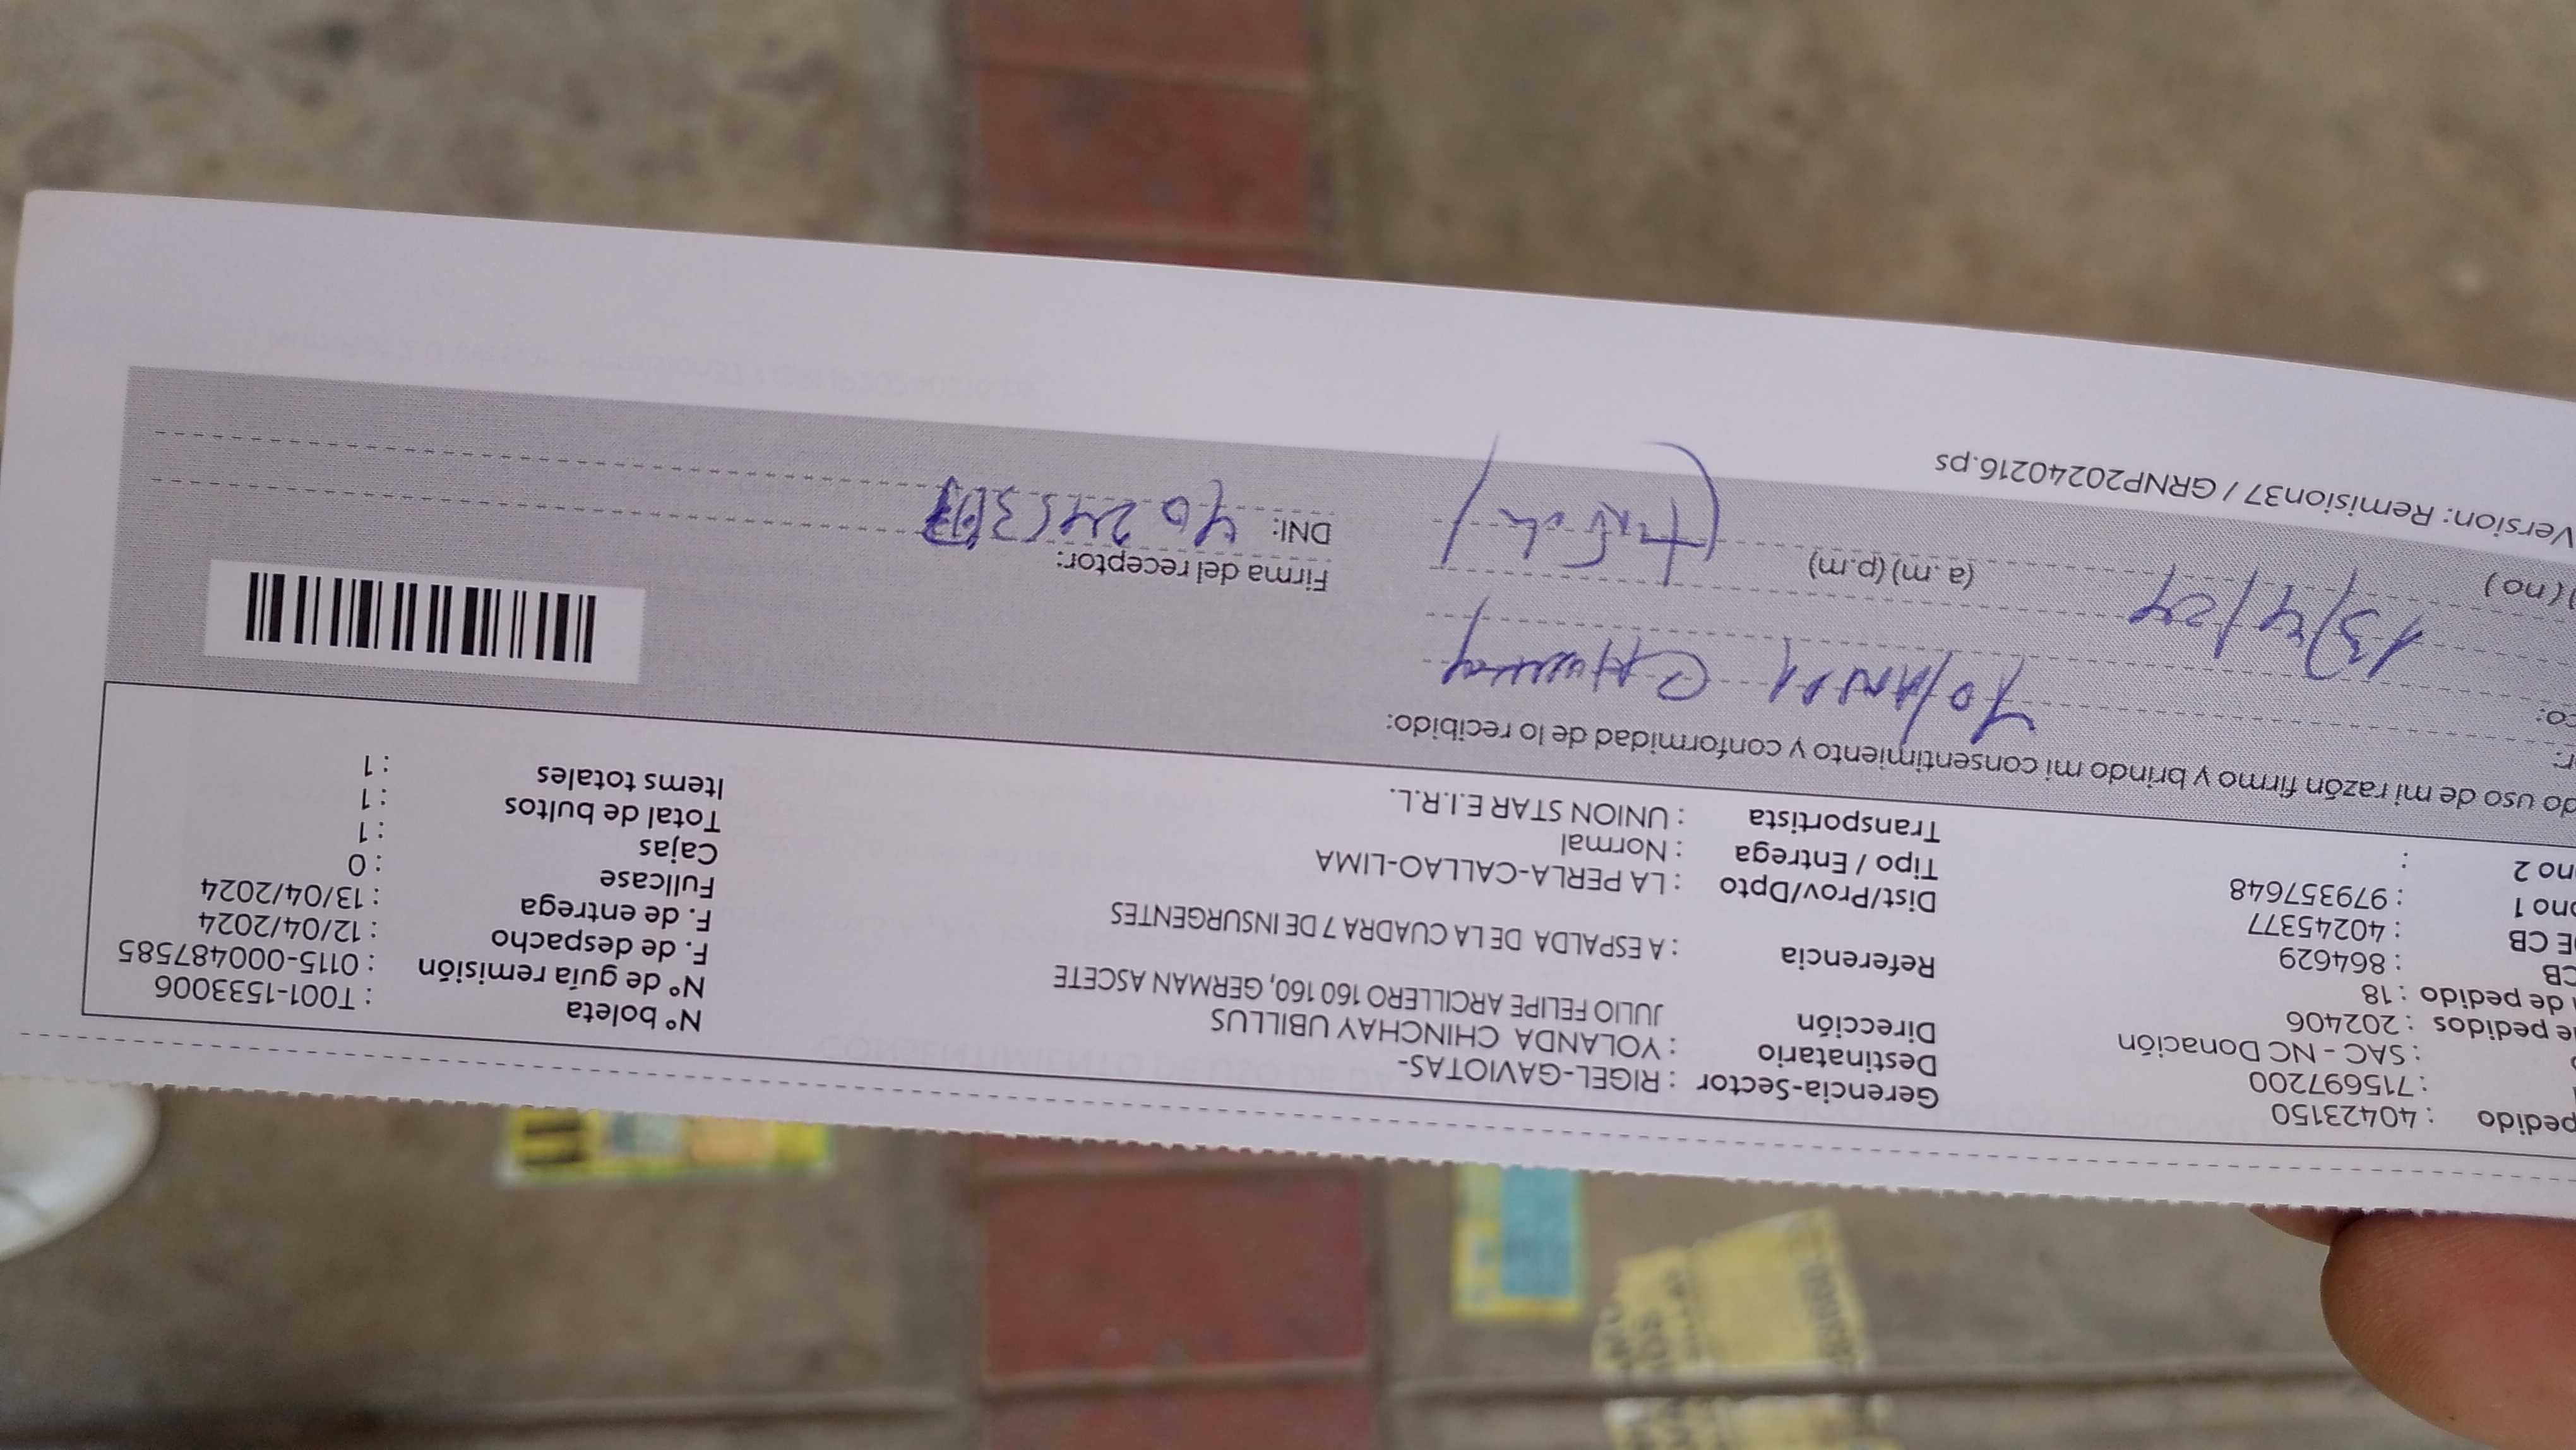 pedido : 40423150
: 715697200
: SAC - NC Donación
e pedidos : 202406
de pedido : 18
CB : 864629
DE CB : 40245377
ono 1 : 979357648
no 2 :
Gerencia-Sector : RIGEL-GAVIOTAS-
Destinatario : YOLANDA CHINCHAY UBILLUS
Dirección JULIO FELIPE ARCILLERO 160 160, GERMAN ASCETE
Referencia : A ESPALDA DE LA CUADRA 7 DE INSURGENTES
Dist/Prov/Dpto : LA PERLA-CALLAO-LIMA
Tipo / Entrega : Normal
Transportista : UNION STAR E.I.R.L.
Nº boleta : T001-1533006
Nº de guía remisión : 0115-000487585
F. de despacho : 12/04/2024
F. de entrega : 13/04/2024
Fullcase : 0
Cajas : 1
Total de bultos : 1
Items totales : 1
do uso de mi razón firmo y brindo mi consentimiento y conformidad de lo recibido:
r:
co:
13/4/24
(no)
(a.m) (p.m)
Firma del receptor:
DNI:
Version: Remision37 / GRNP20240216.ps